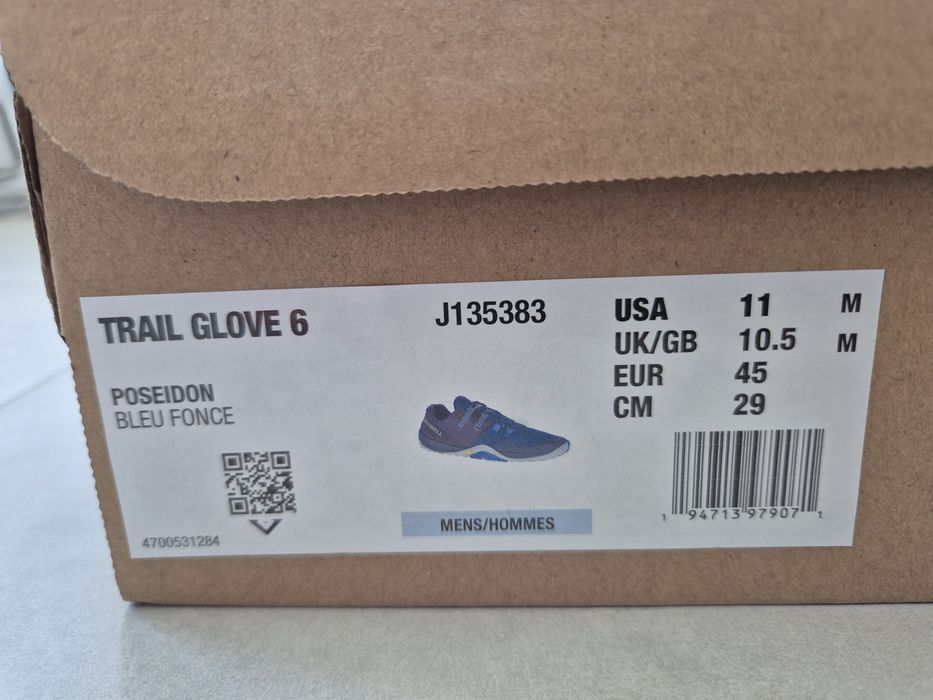 TRAIL GLOVE 6
J135383
USA 11 M
UK/GB 10.5 M
EUR 45
CM 29
POSEIDON
BLEU FONCE
MERRELL
MENS/HOMMES
4700531284
1 94713 97907 1